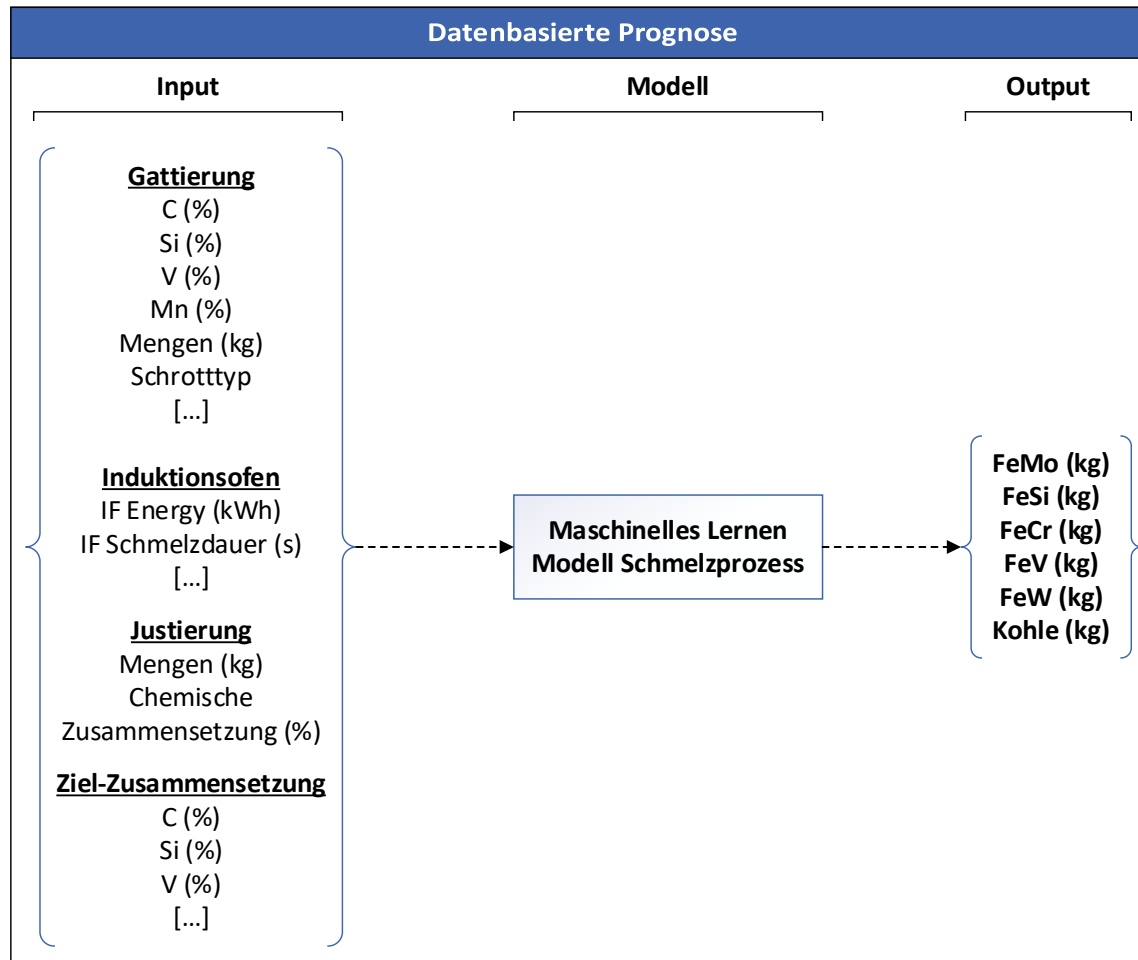 Datenbasierte Prognose
Input
Modell
Output
Gattierung
C (%)
Si (%)
V (%)
Mn (%)
Mengen (kg)
Schrotttyp
[...]
Induktionsofen
IF Energy (kWh)
IF Schmelzdauer (s)
[...]
Justierung
Mengen (kg)
Chemische
Zusammensetzung (%)
Ziel-Zusammensetzung
C (%)
Si (%)
V (%)
[...]
Maschinelles Lernen
Modell Schmelzprozess
FeMo (kg)
FeSi (kg)
FeCr (kg)
FeV (kg)
FeW (kg)
Kohle (kg)